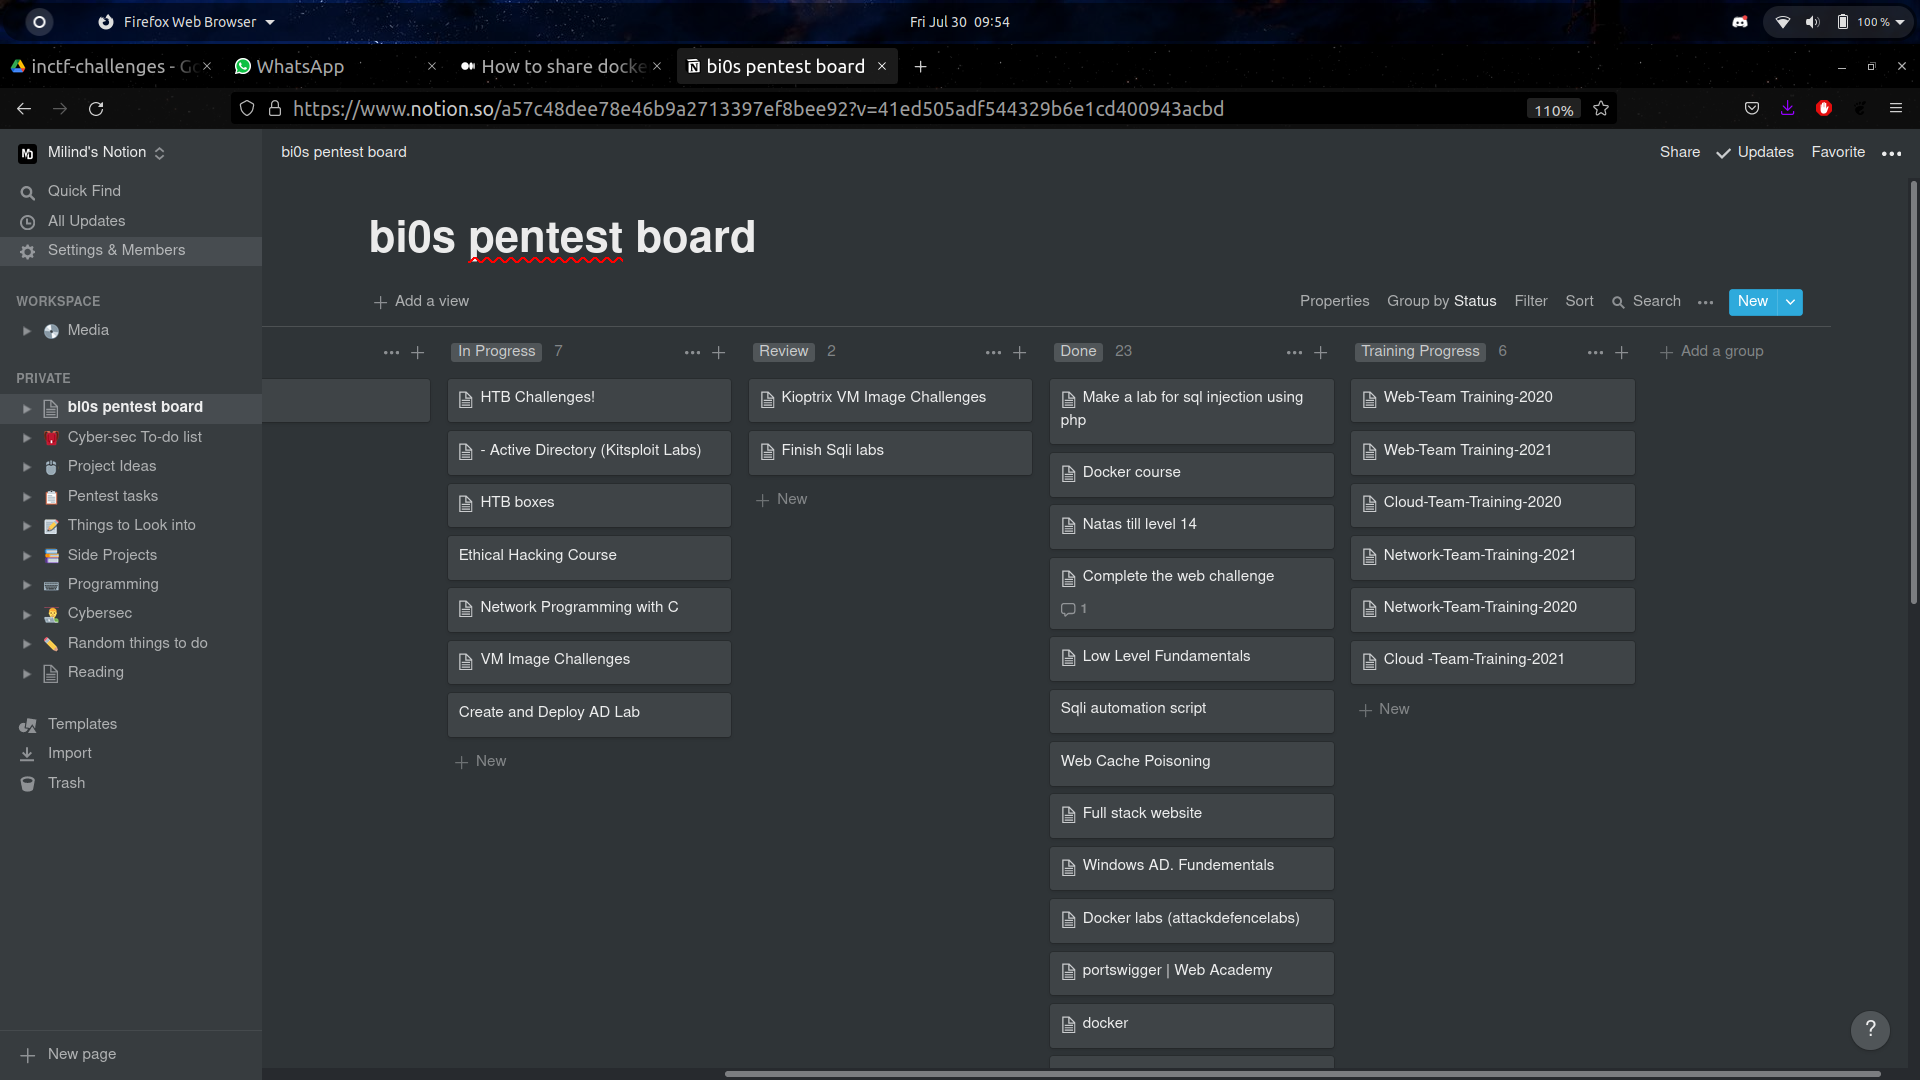 Firefox Web Browser
Fri Jul 30 09:54
100 %
inctf-challenges - Go
WhatsApp
How to share docke
bi0s pentest board
https://www.notion.so/a57c48dee78e46b9a2713397ef8bee92?v=41ed505adf544329b6e1cd400943acbd
110%
Milind's Notion
bi0s pentest board
Share
Updates
Favorite
Quick Find
All Updates
Settings & Members
WORKSPACE
Media
PRIVATE
bI0s pentest board
Cyber-sec To-do list
Project Ideas
Pentest tasks
Things to Look into
Side Projects
Programming
Cybersec
Random things to do
Reading
Templates
Import
Trash
New page
bi0s pentest board
Add a view
Properties
Group by Status
Filter
Sort
Search
New
In Progress 7
HTB Challenges!
- Active Directory (Kitsploit Labs)
HTB boxes
Ethical Hacking Course
Network Programming with C
VM Image Challenges
Create and Deploy AD Lab
New
Review 2
Kioptrix VM Image Challenges
Finish Sqli labs
New
Done 23
Make a lab for sql injection using
php
Docker course
Natas till level 14
Complete the web challenge
1
Low Level Fundamentals
Sqli automation script
Web Cache Poisoning
Full stack website
Windows AD. Fundementals
Docker labs (attackdefencelabs)
portswigger | Web Academy
docker
Training Progress 6
Web-Team Training-2020
Web-Team Training-2021
Cloud-Team-Training-2020
Network-Team-Training-2021
Network-Team-Training-2020
Cloud -Team-Training-2021
New
Add a group
?